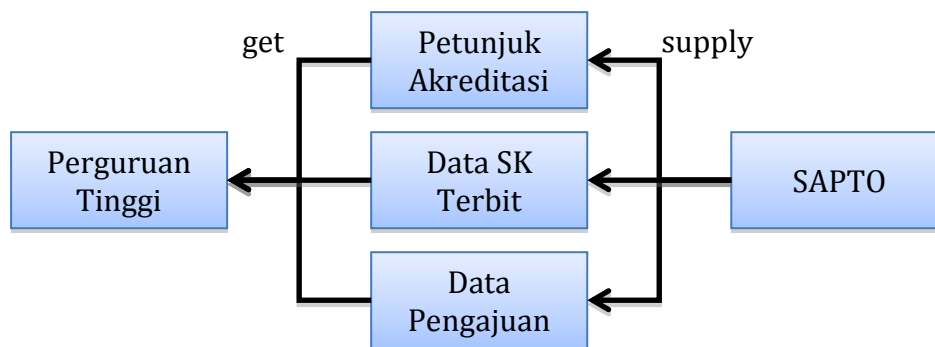 get
Petunjuk
Akreditasi
supply
Perguruan
Tinggi
Data SK
Terbit
SAPTO
Data
Pengajuan